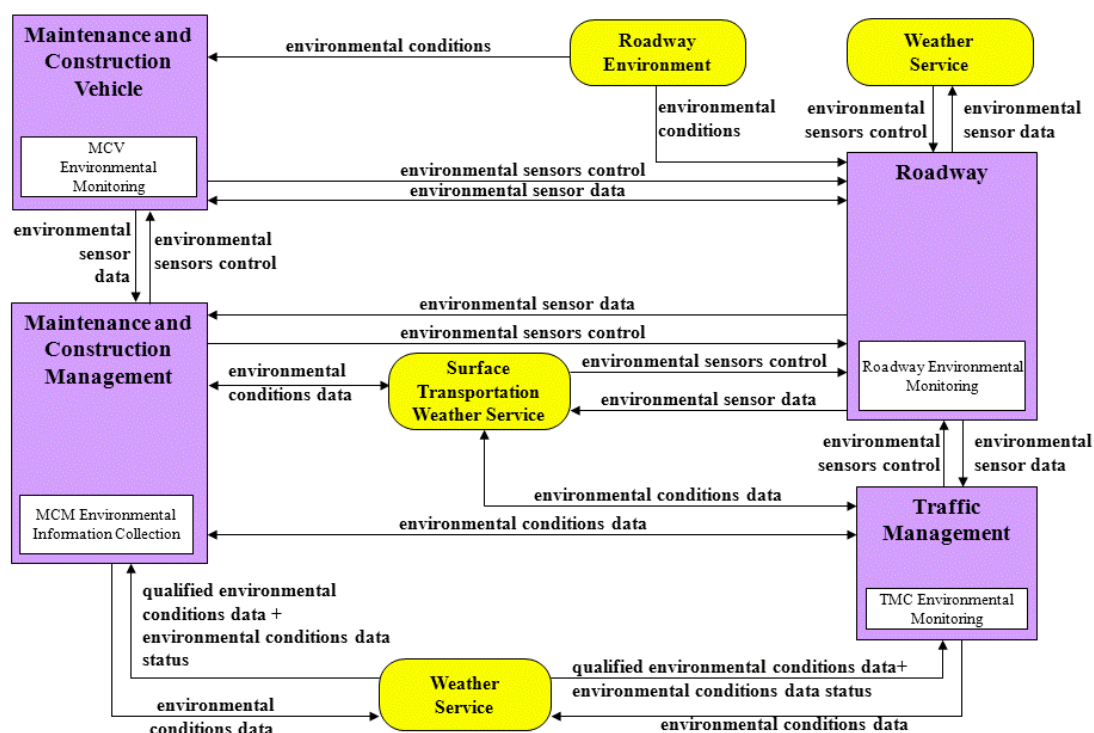 Maintenance and
Construction
Vehicle
MCV
Environmental
Monitoring
environmental conditions
Roadway
Environment
Weather
Service
environmental
conditions
environmental
sensors control
environmental
sensor data
Roadway
environmental sensors control
environmental sensor data
environmental
sensor
data
environmental
sensors control
Maintenance and
Construction
Management
environmental sensor data
environmental sensors control
environmental
conditions data
Surface
Transportation
Weather Service
environmental sensors control
environmental sensor data
Roadway Environmental
Monitoring
environmental
sensors control
environmental
sensor data
environmental conditions data
environmental conditions data
MCM Environmental
Information Collection
Traffic
Management
TMC Environmental
Monitoring
qualified environmental
conditions data +
environmental conditions data
status
Weather
Service
qualified environmental conditions data+
environmental conditions data status
environmental
conditions data
environmental conditions data